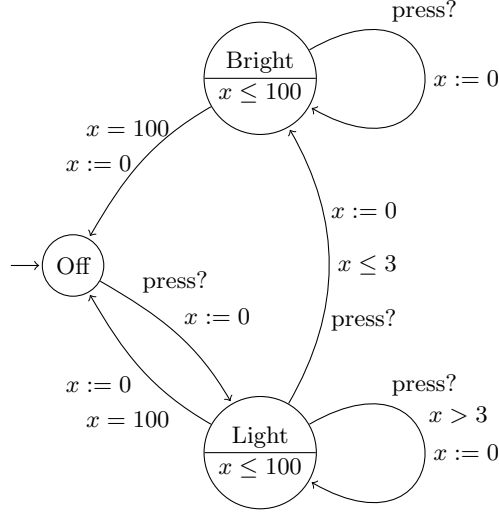 press?
Bright
x ≤ 100
x := 0
x = 100
x := 0
x := 0
x ≤ 3
press?
Off
press?
x := 0
x := 0
x = 100
press?
x > 3
x := 0
Light
x ≤ 100